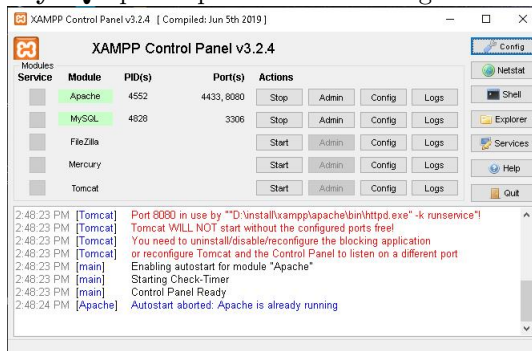 XAMPP Control Panel v3.2.4 [ Compiled: Jun 5th 2019 ]
XAMPP Control Panel v3.2.4
Config
Modules
Service Module PID(s) Port(s) Actions
Netstat
Apache 4552 4433, 8080 Stop Admin Config Logs
Shell
MySQL 4828 3306 Stop Admin Config Logs
Explorer
FileZilla Start Admin Config Logs
Services
Mercury Start Admin Config Logs
Help
Tomcat Start Admin Config Logs
Quit
2:48:23 PM [Tomcat] Port 8080 in use by ""D:\install\xampp\apache\bin\httpd.exe" -k runservice"!
2:48:23 PM [Tomcat] Tomcat WILL NOT start without the configured ports free!
2:48:23 PM [Tomcat] You need to uninstall/disable/reconfigure the blocking application
2:48:23 PM [Tomcat] or reconfigure Tomcat and the Control Panel to listen on a different port
2:48:23 PM [main] Enabling autostart for module "Apache"
2:48:23 PM [main] Starting Check-Timer
2:48:23 PM [main] Control Panel Ready
2:48:24 PM [Apache] Autostart aborted: Apache is already running